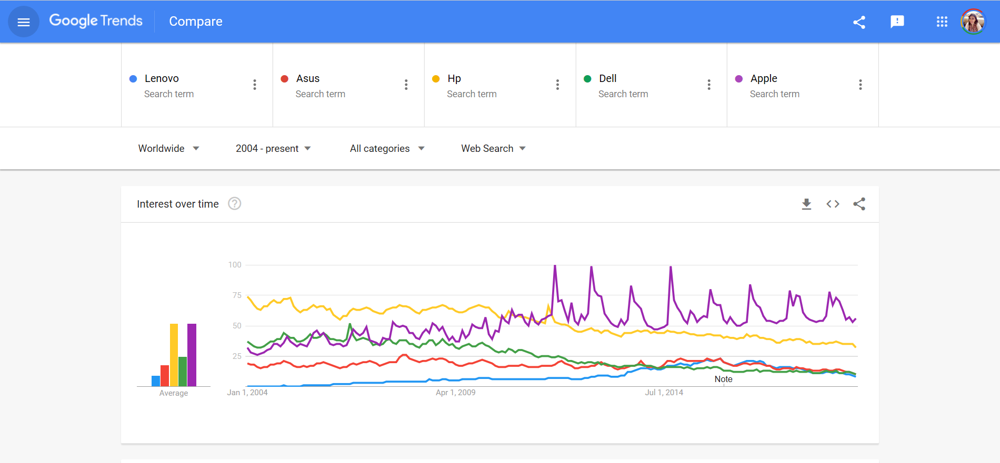 Google Trends Compare
Lenovo
Search term
Asus
Search term
Hp
Search term
Dell
Search term
Apple
Search term
Worldwide 2004 - present All categories Web Search
Interest over time ?
100
75
50
25
Note
Average
Jan 1, 2004 Apr 1, 2009 Jul 1, 2014